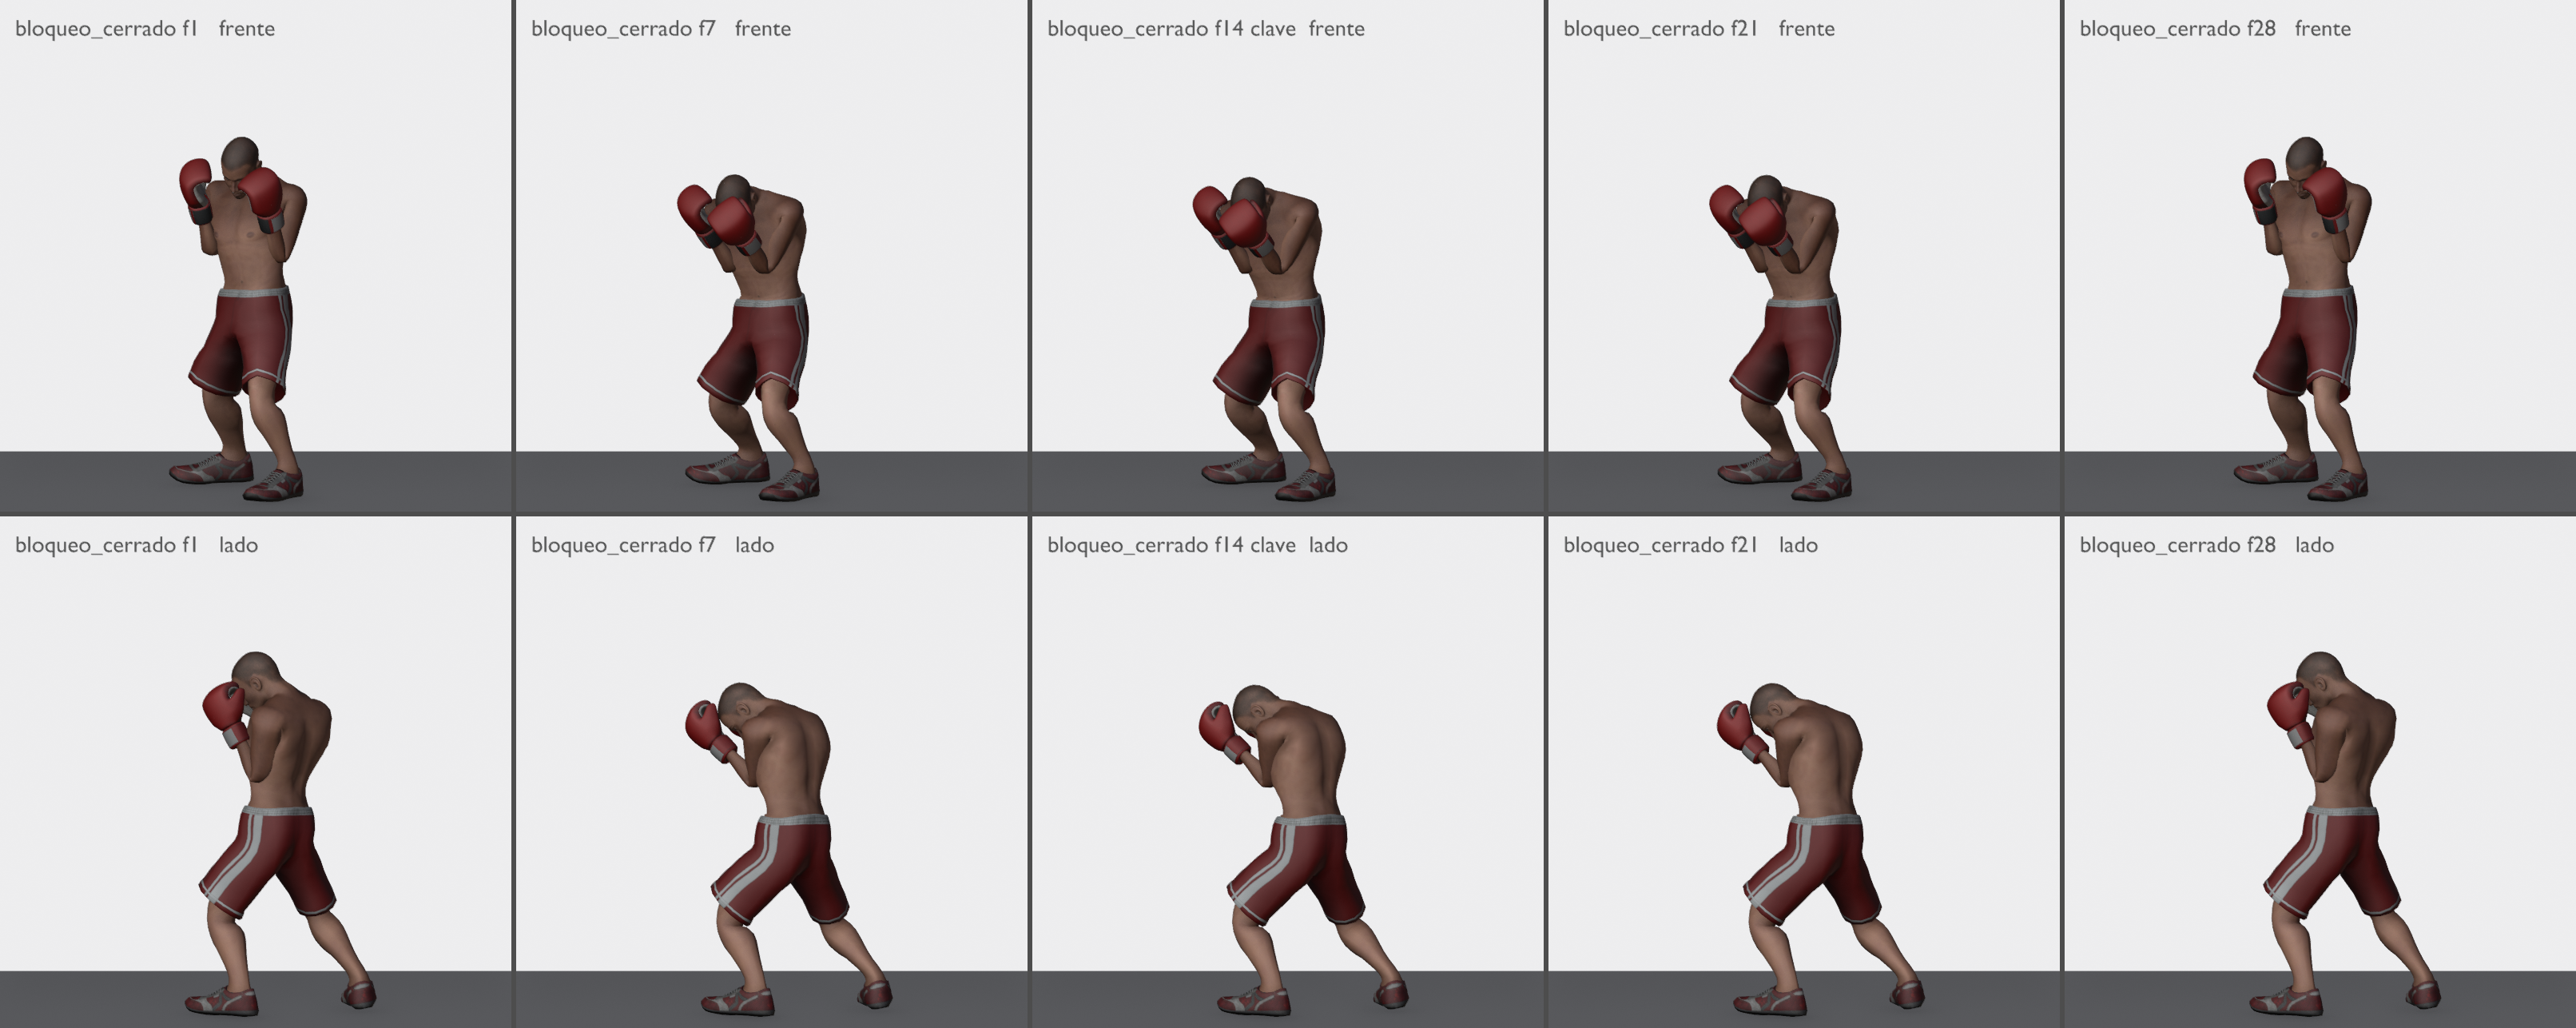 bloqueo_cerrado f1 frente
bloqueo_cerrado f7 frente
bloqueo_cerrado f14 clave frente
bloqueo_cerrado f21 frente
bloqueo_cerrado f28 frente
bloqueo_cerrado f1 lado
bloqueo_cerrado f7 lado
bloqueo_cerrado f14 clave lado
bloqueo_cerrado f21 lado
bloqueo_cerrado f28 lado